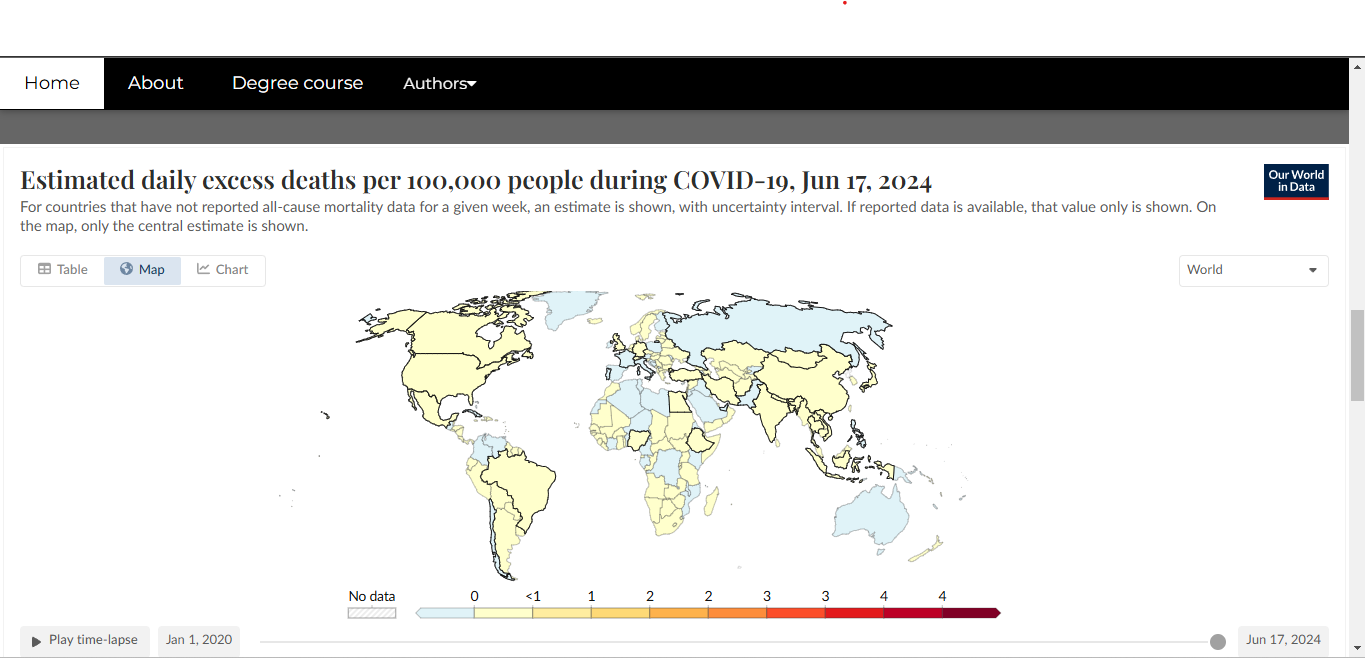 Home About Degree course Authors
Estimated daily excess deaths per 100,000 people during COVID-19, Jun 17, 2024
Our World
in Data
For countries that have not reported all-cause mortality data for a given week, an estimate is shown, with uncertainty interval. If reported data is available, that value only is shown. On
the map, only the central estimate is shown.
Table Map Chart
World
No data 0 <1 1 2 2 3 3 4 4
Play time-lapse Jan 1, 2020 Jun 17, 2024